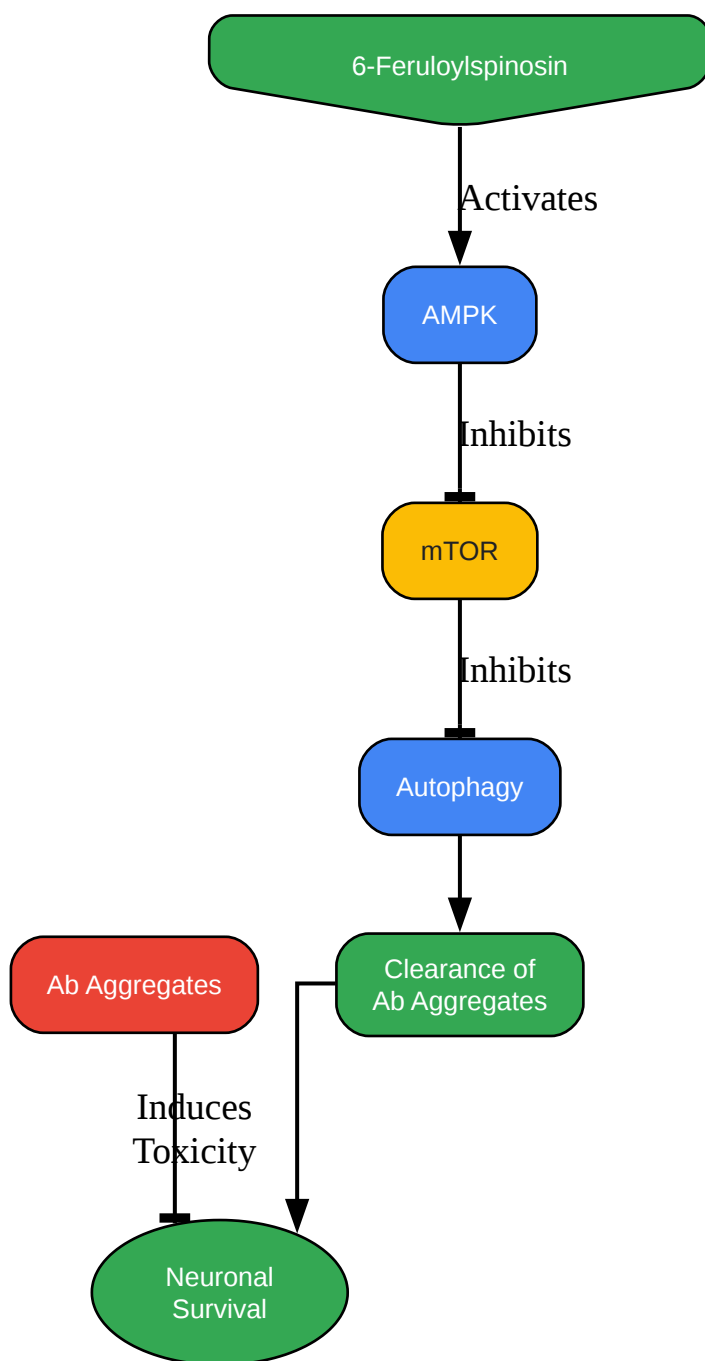 6-Feruloylspinosin
Activates
AMPK
Inhibits
mTOR
Inhibits
Autophagy
Clearance of
Ab Aggregates
Ab Aggregates
Induces
Toxicity
Neuronal
Survival